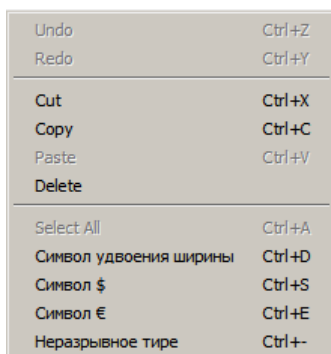 Undo Ctrl+Z
Redo Ctrl+Y
Cut Ctrl+X
Copy Ctrl+C
Paste Ctrl+V
Delete
Select All Ctrl+A
Символ удвоения ширины Ctrl+D
Символ $ Ctrl+S
Символ € Ctrl+E
Неразрывное тире Ctrl+-